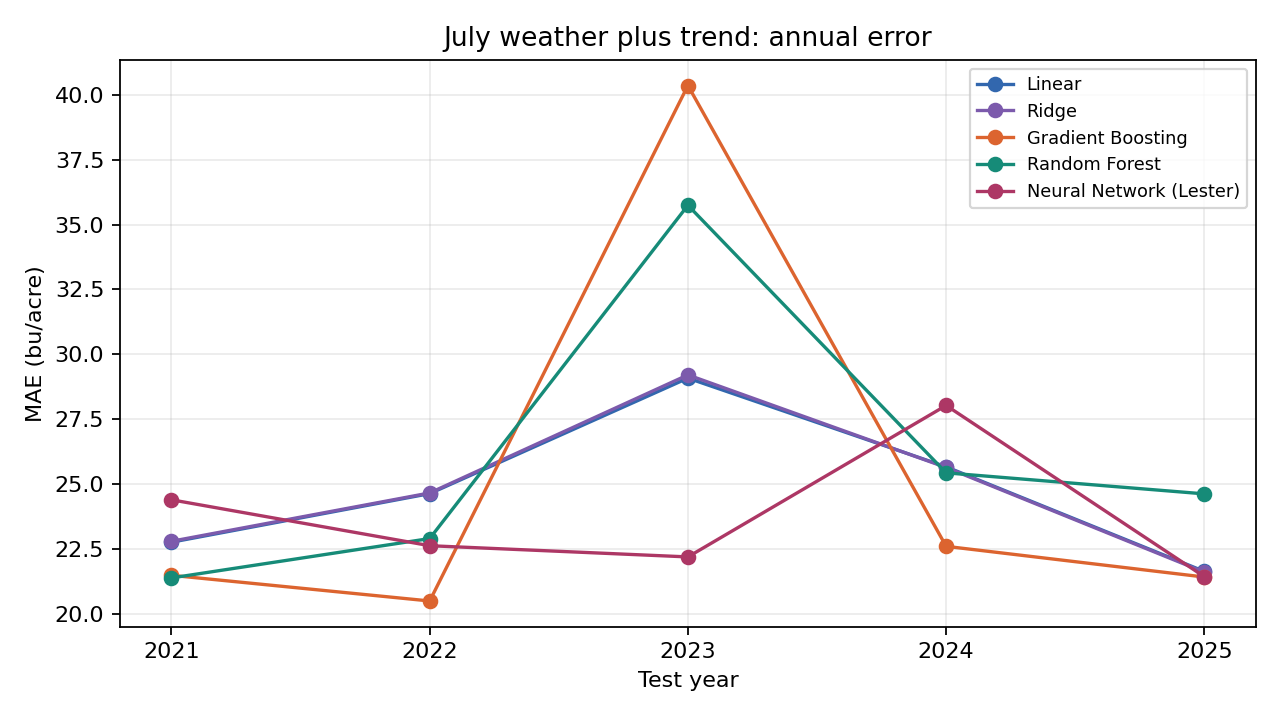 July weather plus trend: annual error
MAE (bu/acre)
40.0
37.5
35.0
32.5
30.0
27.5
25.0
22.5
20.0
Linear
Ridge
Gradient Boosting
Random Forest
Neural Network (Lester)
2021
2022
2023
2024
2025
Test year